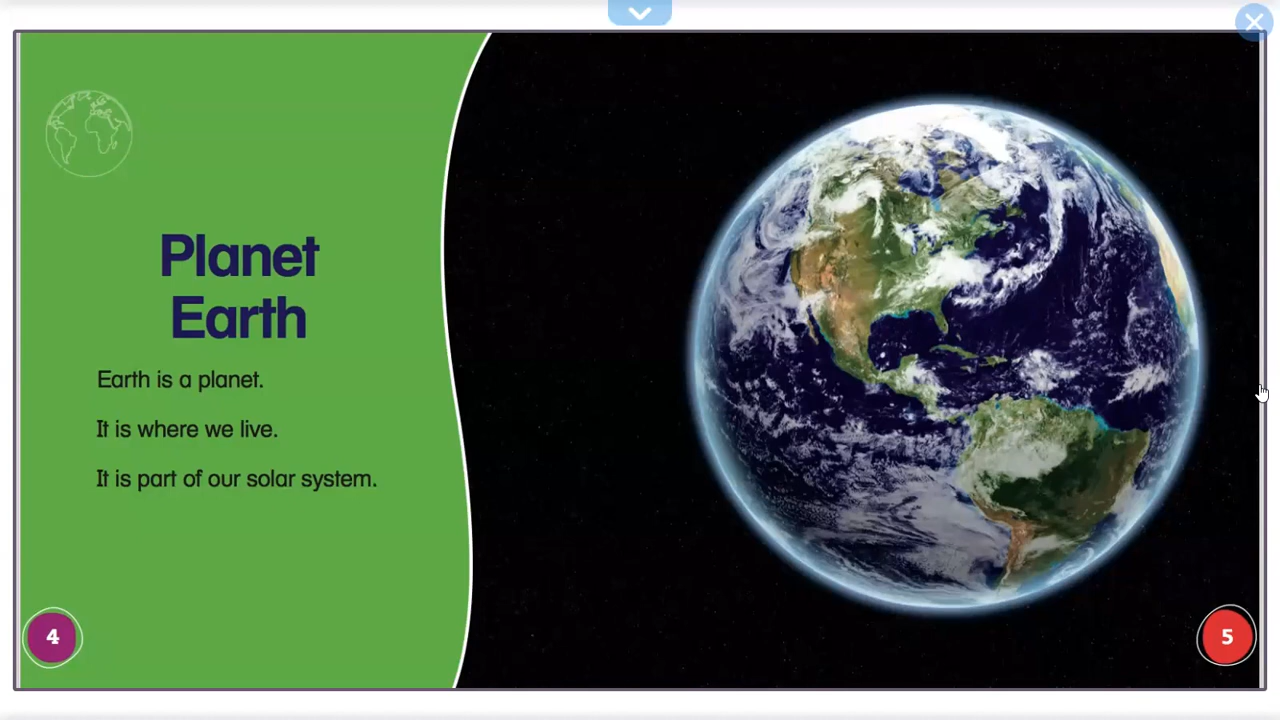 Planet
Earth
Earth is a planet.
It is where we live.
It is part of our solar system.
4
5